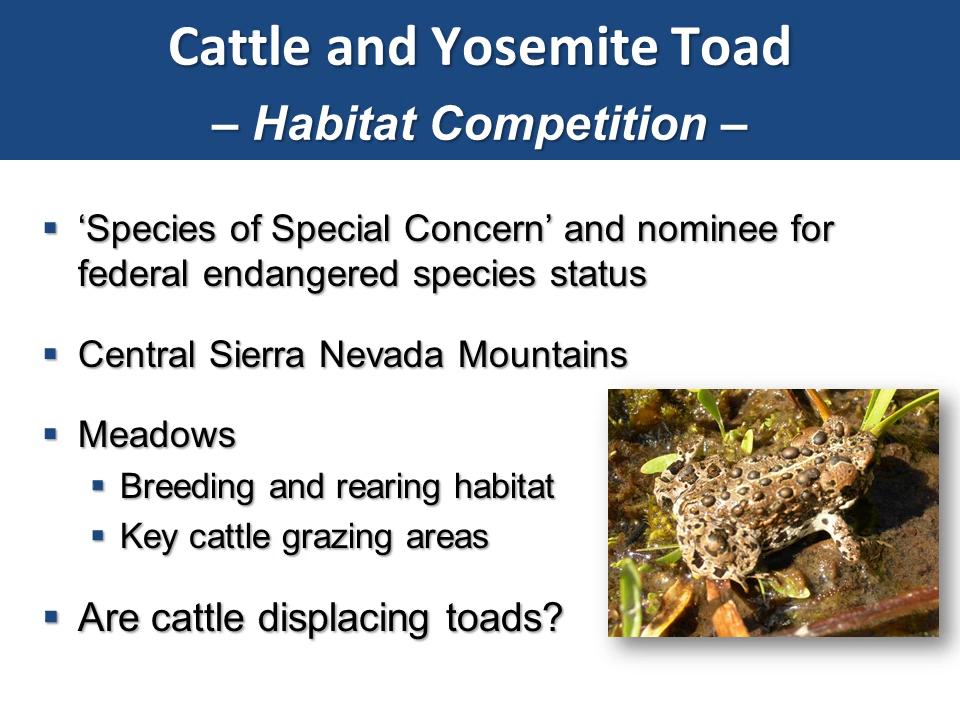 Cattle and Yosemite Toad
– Habitat Competition –
▪ ‘Species of Special Concern’ and nominee for
federal endangered species status
▪ Central Sierra Nevada Mountains
▪ Meadows
▪ Breeding and rearing habitat
▪ Key cattle grazing areas
▪ Are cattle displacing toads?